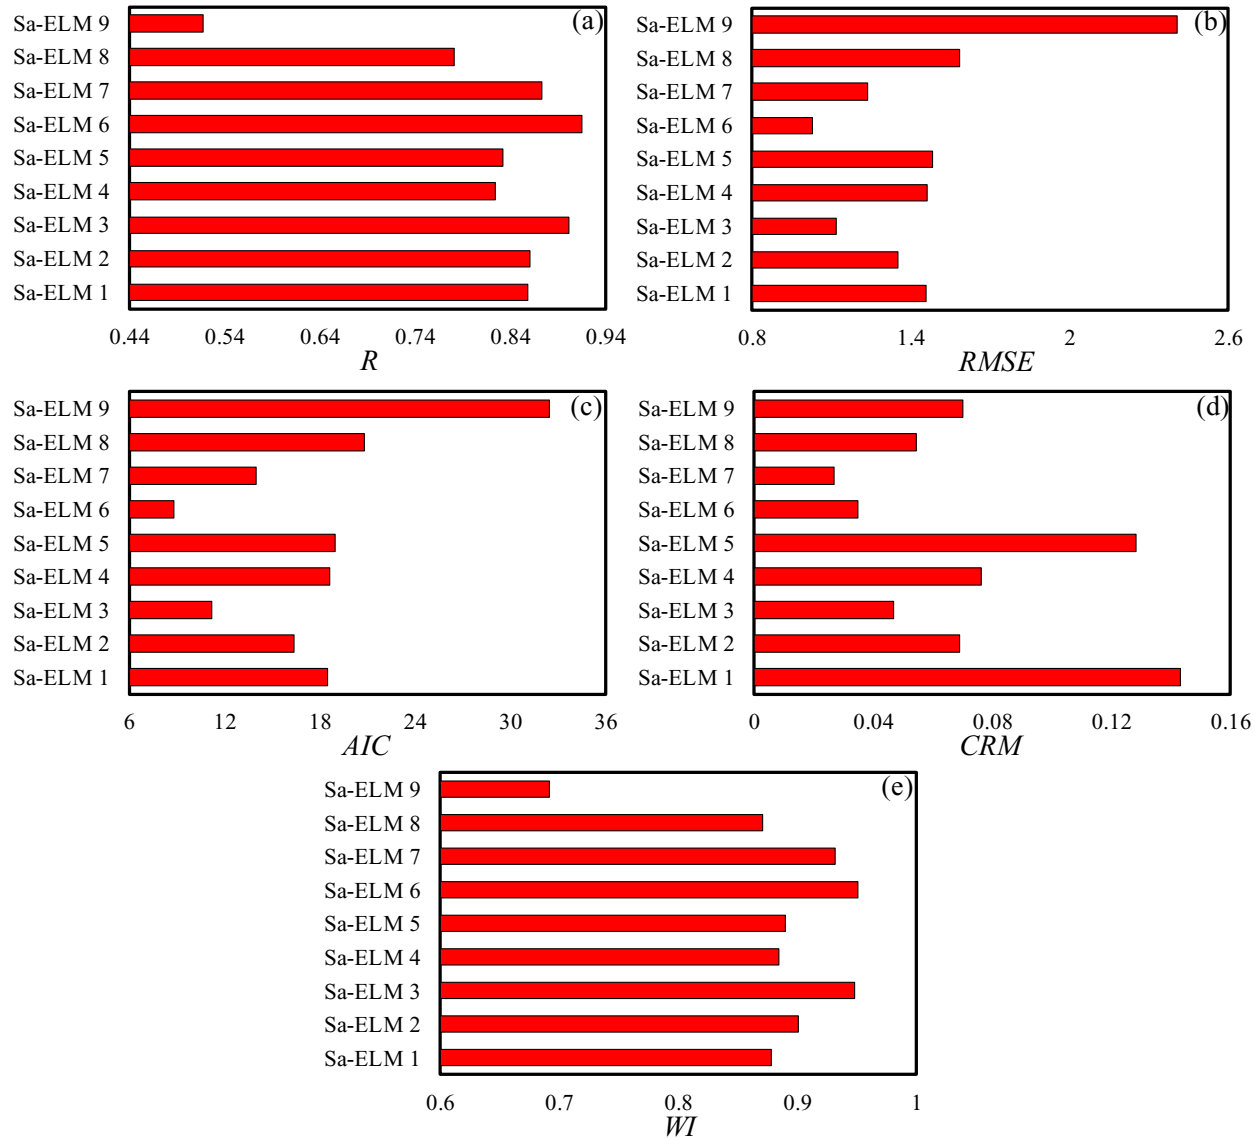 (a)
Sa-ELM 9
Sa-ELM 8
Sa-ELM 7
Sa-ELM 6
Sa-ELM 5
Sa-ELM 4
Sa-ELM 3
Sa-ELM 2
Sa-ELM 1
0.44 0.54 0.64 0.74 0.84 0.94
R
(b)
Sa-ELM 9
Sa-ELM 8
Sa-ELM 7
Sa-ELM 6
Sa-ELM 5
Sa-ELM 4
Sa-ELM 3
Sa-ELM 2
Sa-ELM 1
0.8 1.4 2 2.6
RMSE
(c)
Sa-ELM 9
Sa-ELM 8
Sa-ELM 7
Sa-ELM 6
Sa-ELM 5
Sa-ELM 4
Sa-ELM 3
Sa-ELM 2
Sa-ELM 1
6 12 18 24 30 36
AIC
(d)
Sa-ELM 9
Sa-ELM 8
Sa-ELM 7
Sa-ELM 6
Sa-ELM 5
Sa-ELM 4
Sa-ELM 3
Sa-ELM 2
Sa-ELM 1
0 0.04 0.08 0.12 0.16
CRM
(e)
Sa-ELM 9
Sa-ELM 8
Sa-ELM 7
Sa-ELM 6
Sa-ELM 5
Sa-ELM 4
Sa-ELM 3
Sa-ELM 2
Sa-ELM 1
0.6 0.7 0.8 0.9 1
WI